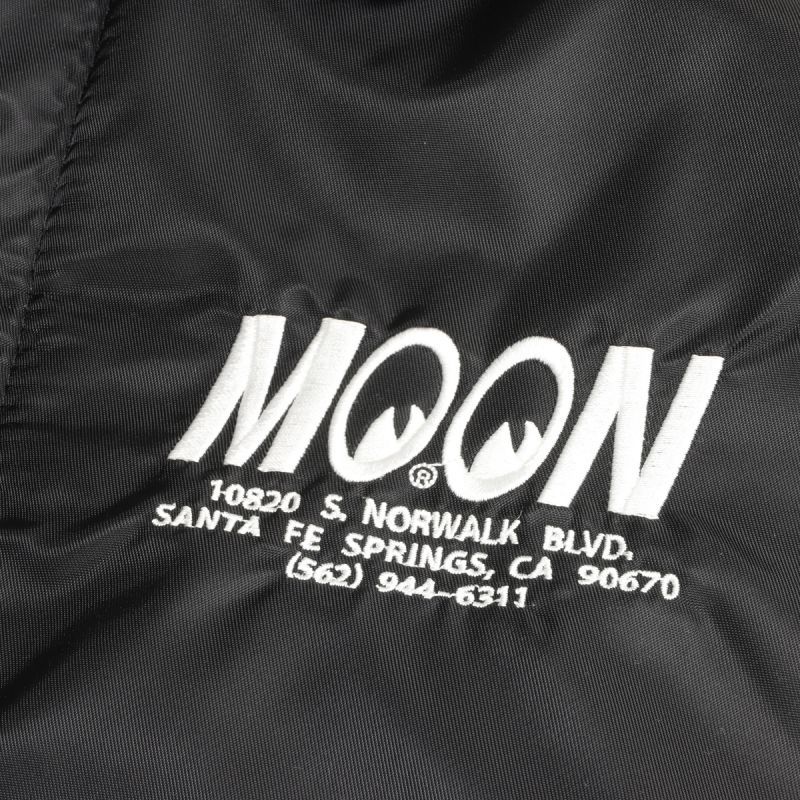 MOON®
10820 S. NORWALK BLVD.
SANTA FE SPRINGS, CA 90670
(562) 944-6311